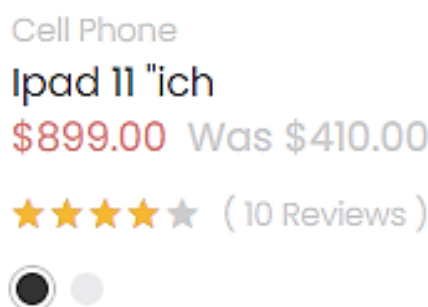 Cell Phone
Ipad 11 "ich
$899.00 Was $410.00
( 10 Reviews )